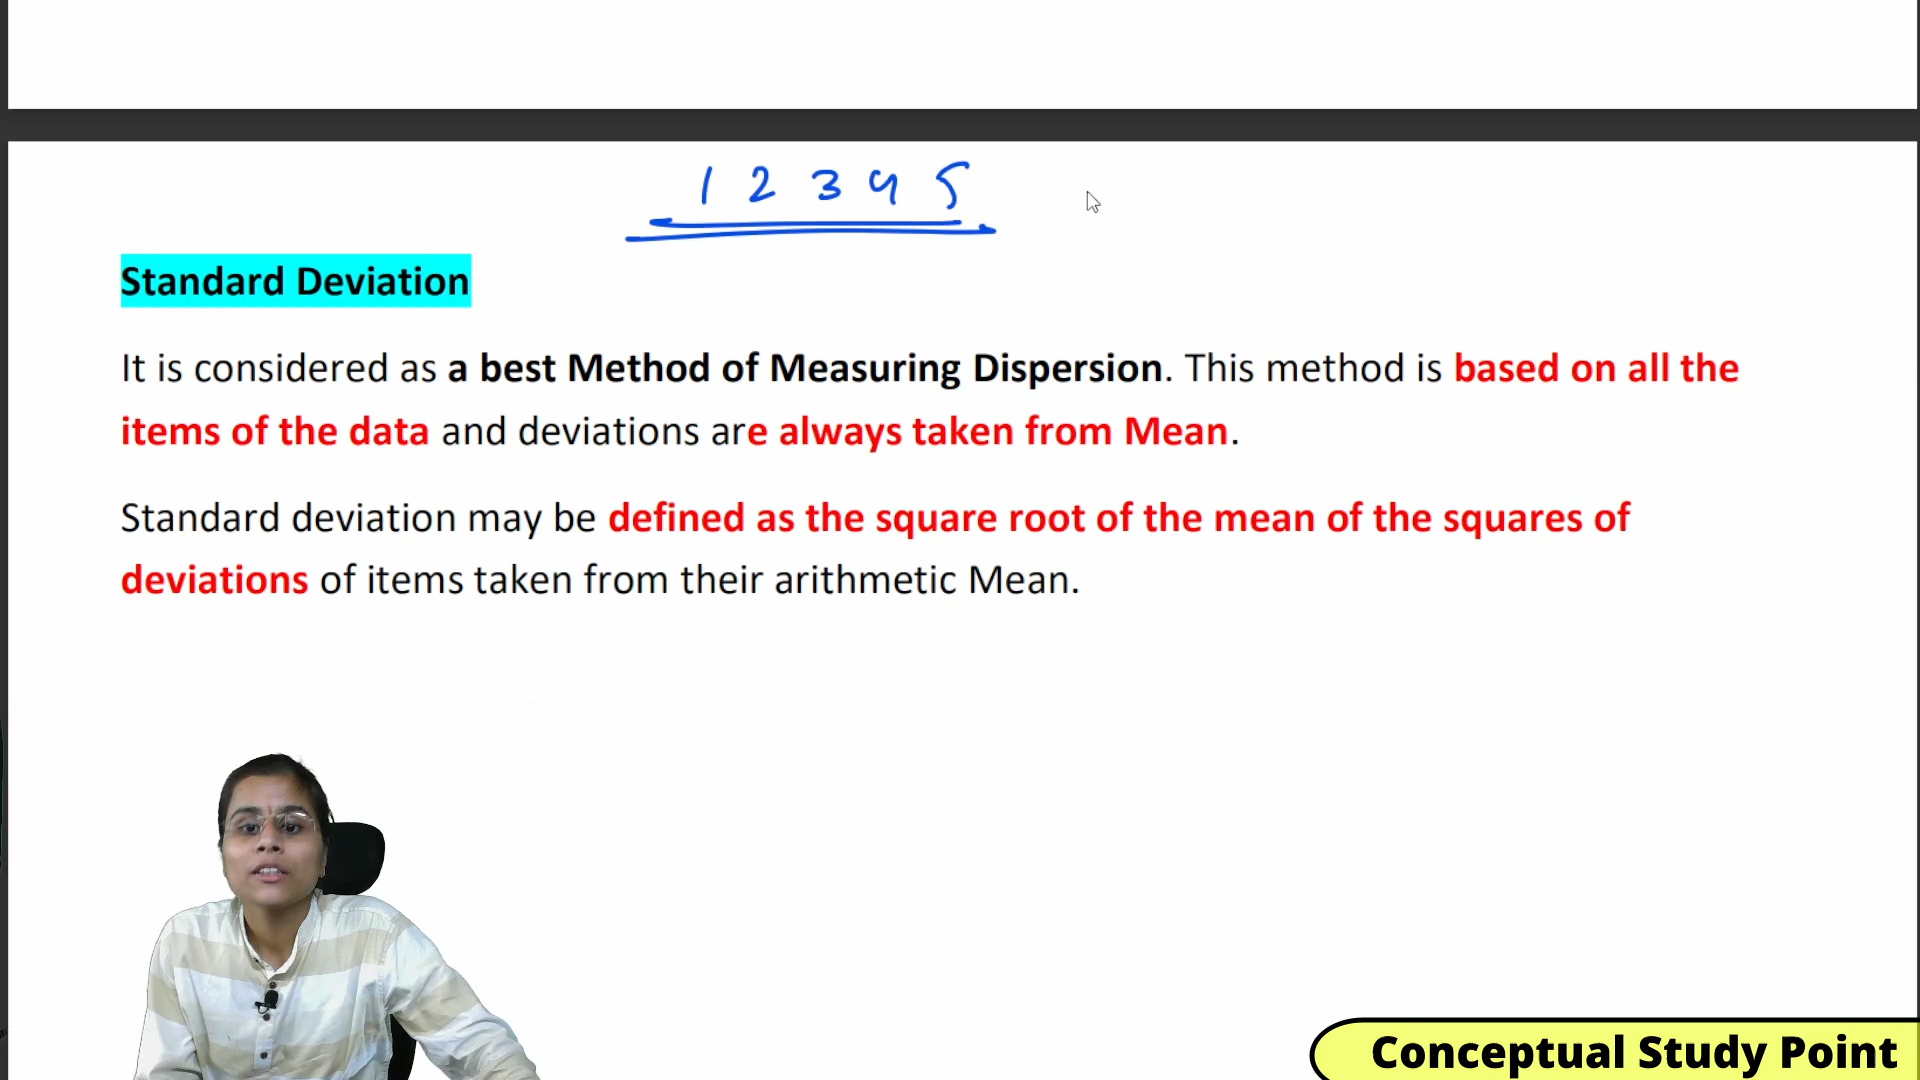 1 2 3 4 5
Standard Deviation
It is considered as a best Method of Measuring Dispersion. This method is based on all the
items of the data and deviations are always taken from Mean.
Standard deviation may be defined as the square root of the mean of the squares of
deviations of items taken from their arithmetic Mean.
Conceptual Study Point